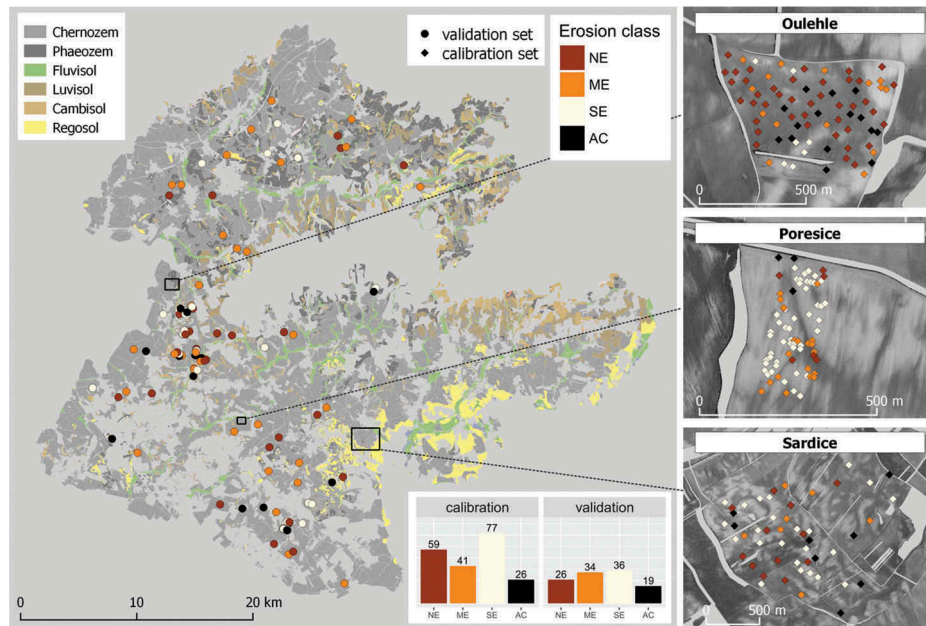 Chernozem
Phaeozem
Fluvisol
Luvisol
Cambisol
Regosol
validation set
calibration set
Erosion class
NE
ME
SE
AC
Oulehle
0 500 m
Poresice
0 500 m
Sardice
0 500 m
calibration
59
41
77
26
NE ME SE AC
validation
26
34
36
19
NE ME SE AC
0 10 20 km